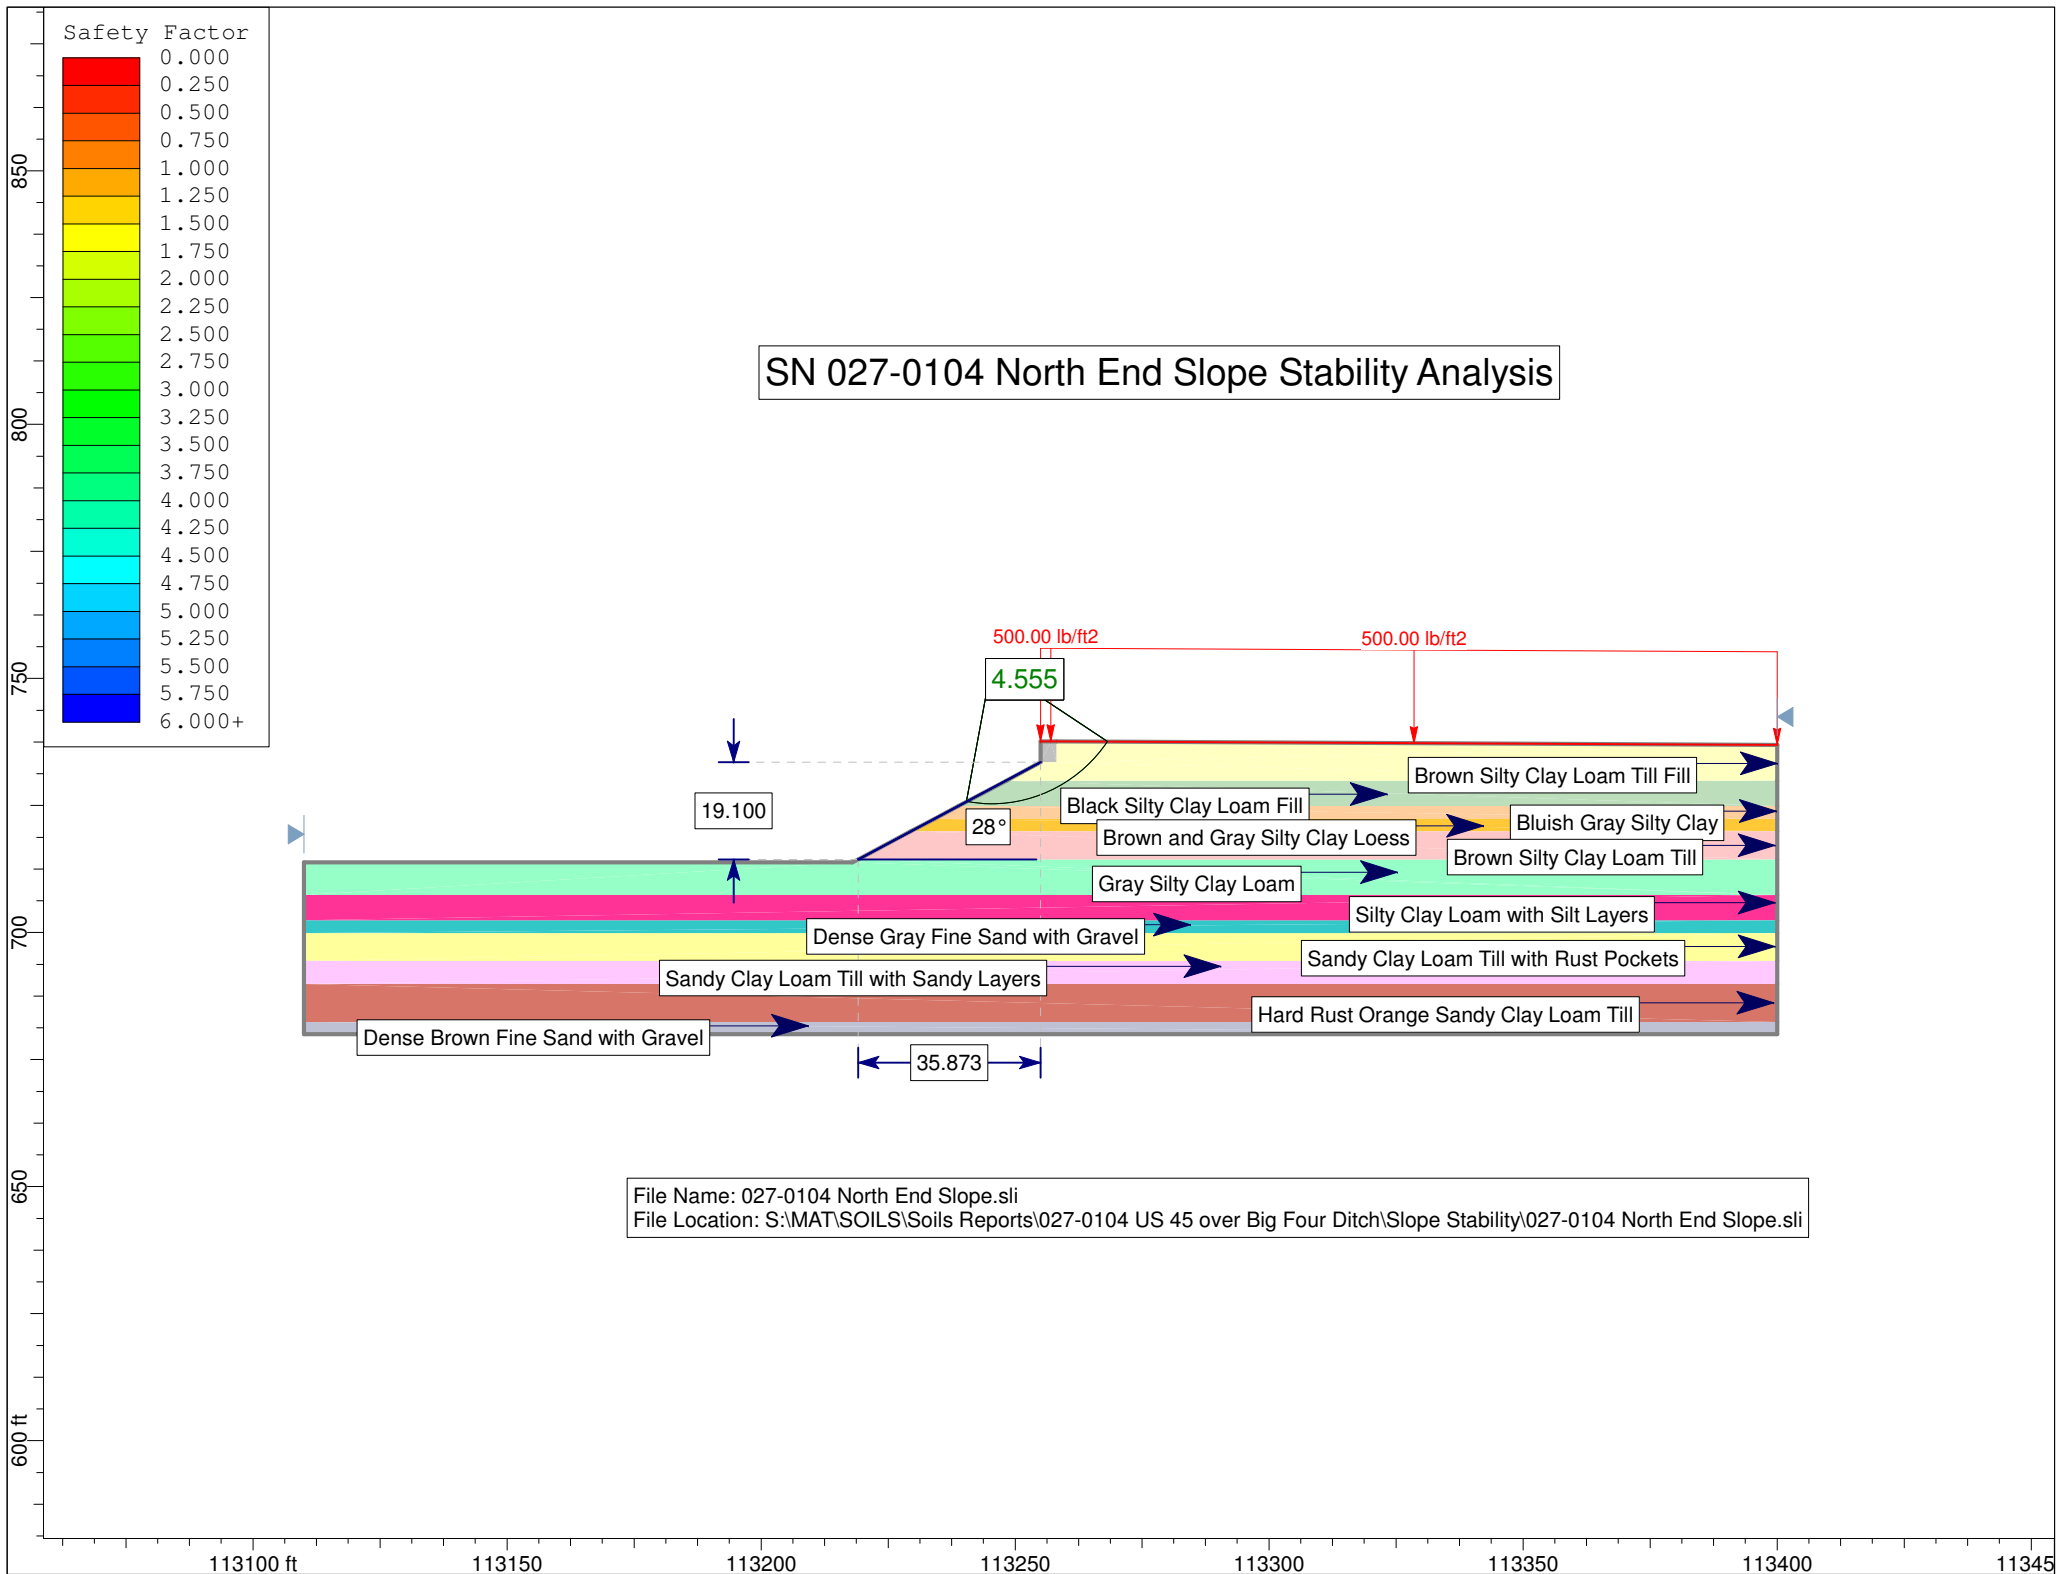 Safety Factor
0.000
0.250
0.500
0.750
1.000
1.250
1.500
1.750
2.000
2.250
2.500
2.750
3.000
3.250
3.500
3.750
4.000
4.250
4.500
4.750
5.000
5.250
5.500
5.750
6.000+
SN 027-0104 North End Slope Stability Analysis
500.00 lb/ft2
500.00 lb/ft2
4.555
19.100
28°
Brown Silty Clay Loam Till Fill
Black Silty Clay Loam Fill
Bluish Gray Silty Clay
Brown and Gray Silty Clay Loess
Brown Silty Clay Loam Till
Gray Silty Clay Loam
Silty Clay Loam with Silt Layers
Dense Gray Fine Sand with Gravel
Sandy Clay Loam Till with Rust Pockets
Sandy Clay Loam Till with Sandy Layers
Hard Rust Orange Sandy Clay Loam Till
Dense Brown Fine Sand with Gravel
35.873
File Name: 027-0104 North End Slope.sli
File Location: S:\MAT\SOILS\Soils Reports\027-0104 US 45 over Big Four Ditch\Slope Stability\027-0104 North End Slope.sli
850
800
750
700
650
600 ft
113100 ft
113150
113200
113250
113300
113350
113400
11345